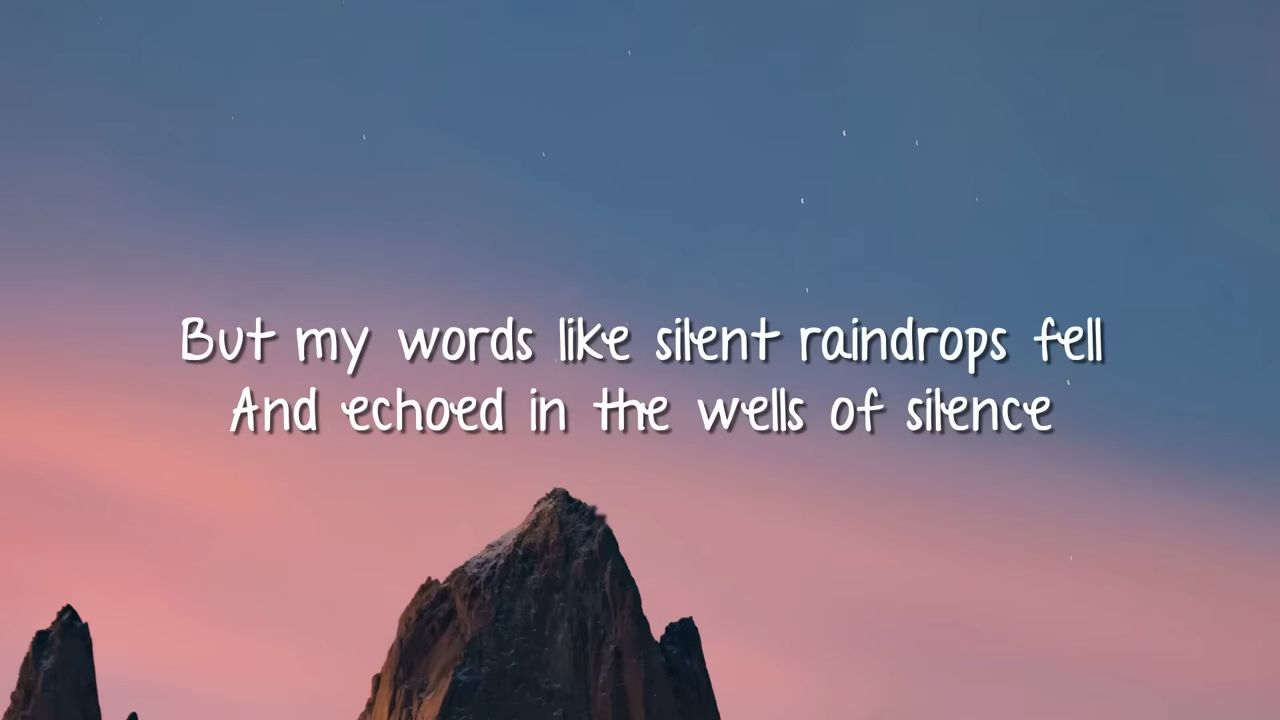 But my words like silent raindrops fell
And echoed in the wells of silence